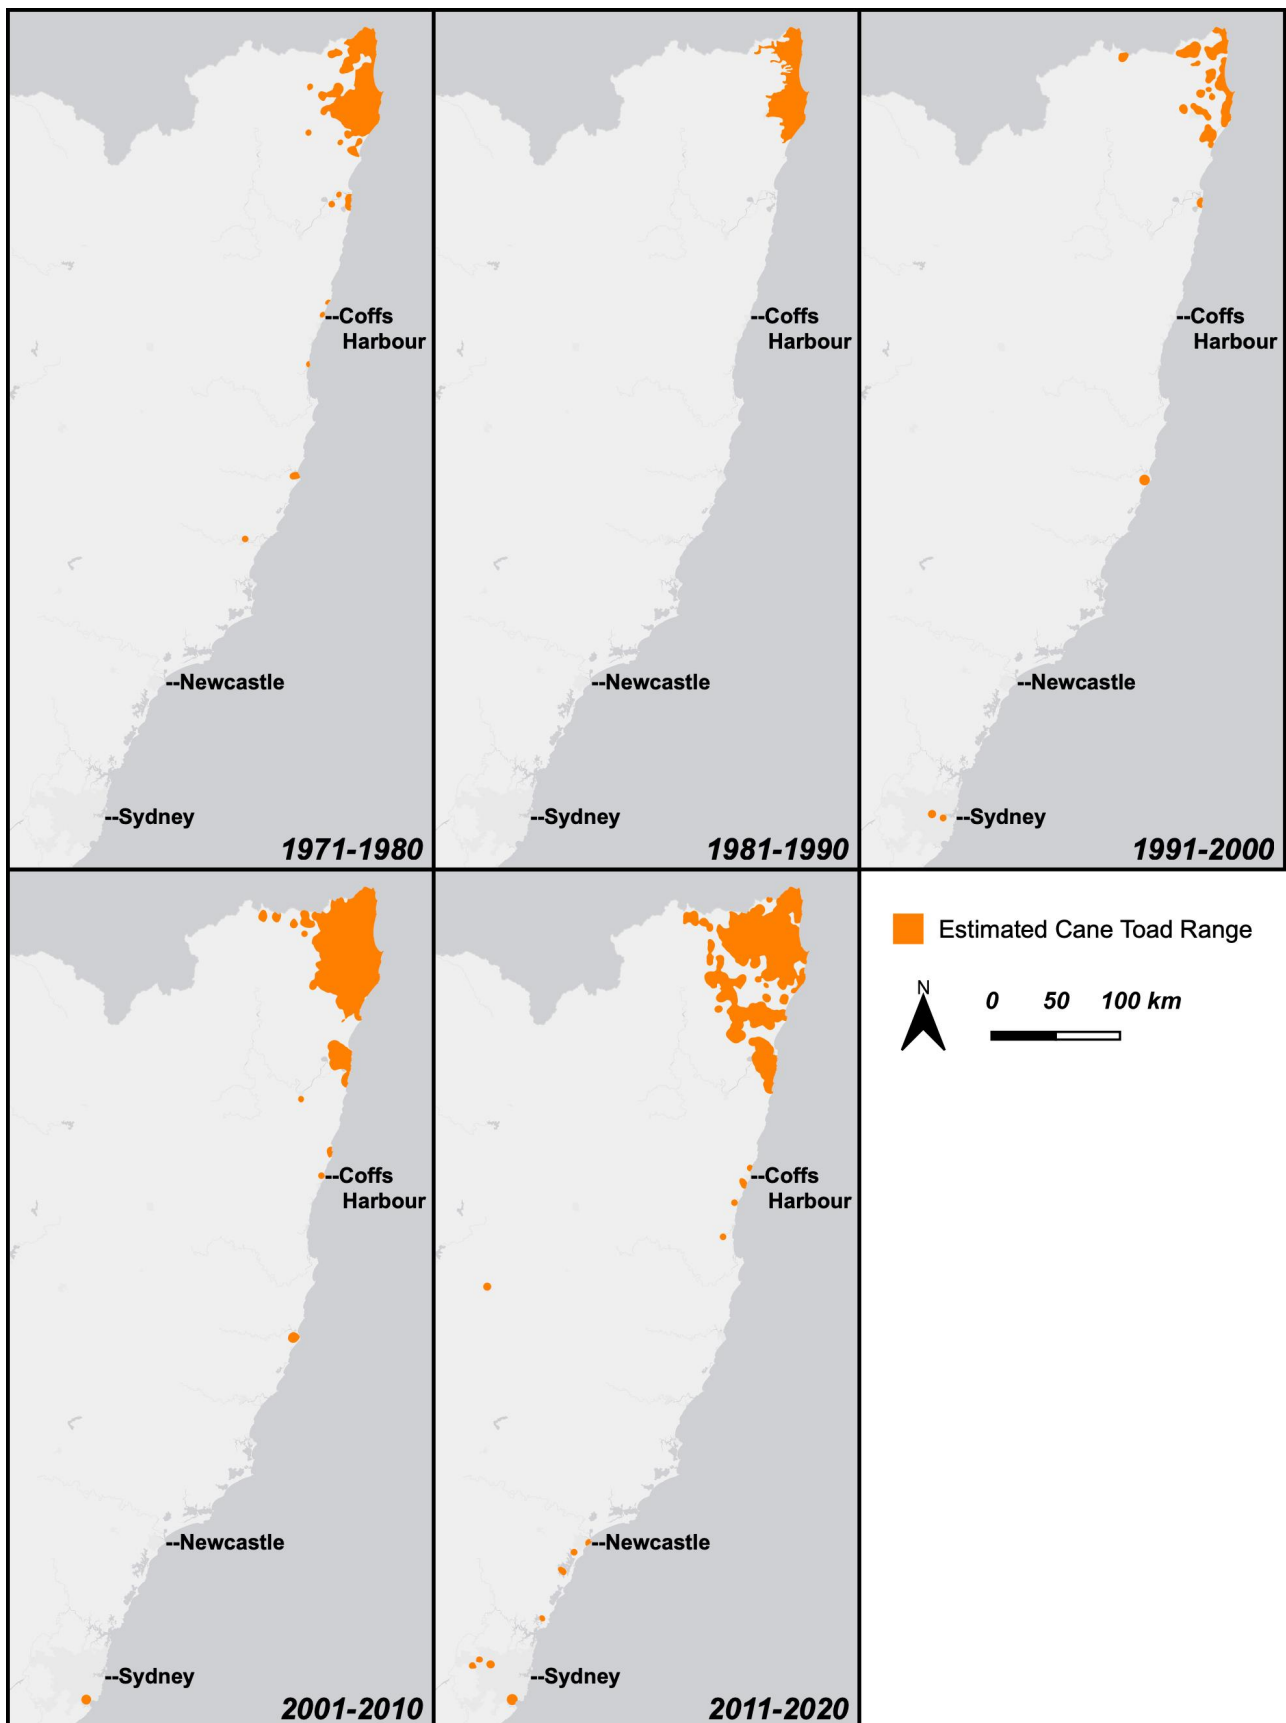 --Coffs
Harbour
--Newcastle
--Sydney
1971-1980
--Coffs
Harbour
--Newcastle
--Sydney
1981-1990
--Coffs
Harbour
--Newcastle
--Sydney
1991-2000
--Coffs
Harbour
--Newcastle
--Sydney
2001-2010
--Coffs
Harbour
--Newcastle
--Sydney
2011-2020
Estimated Cane Toad Range
N
0 50 100 km